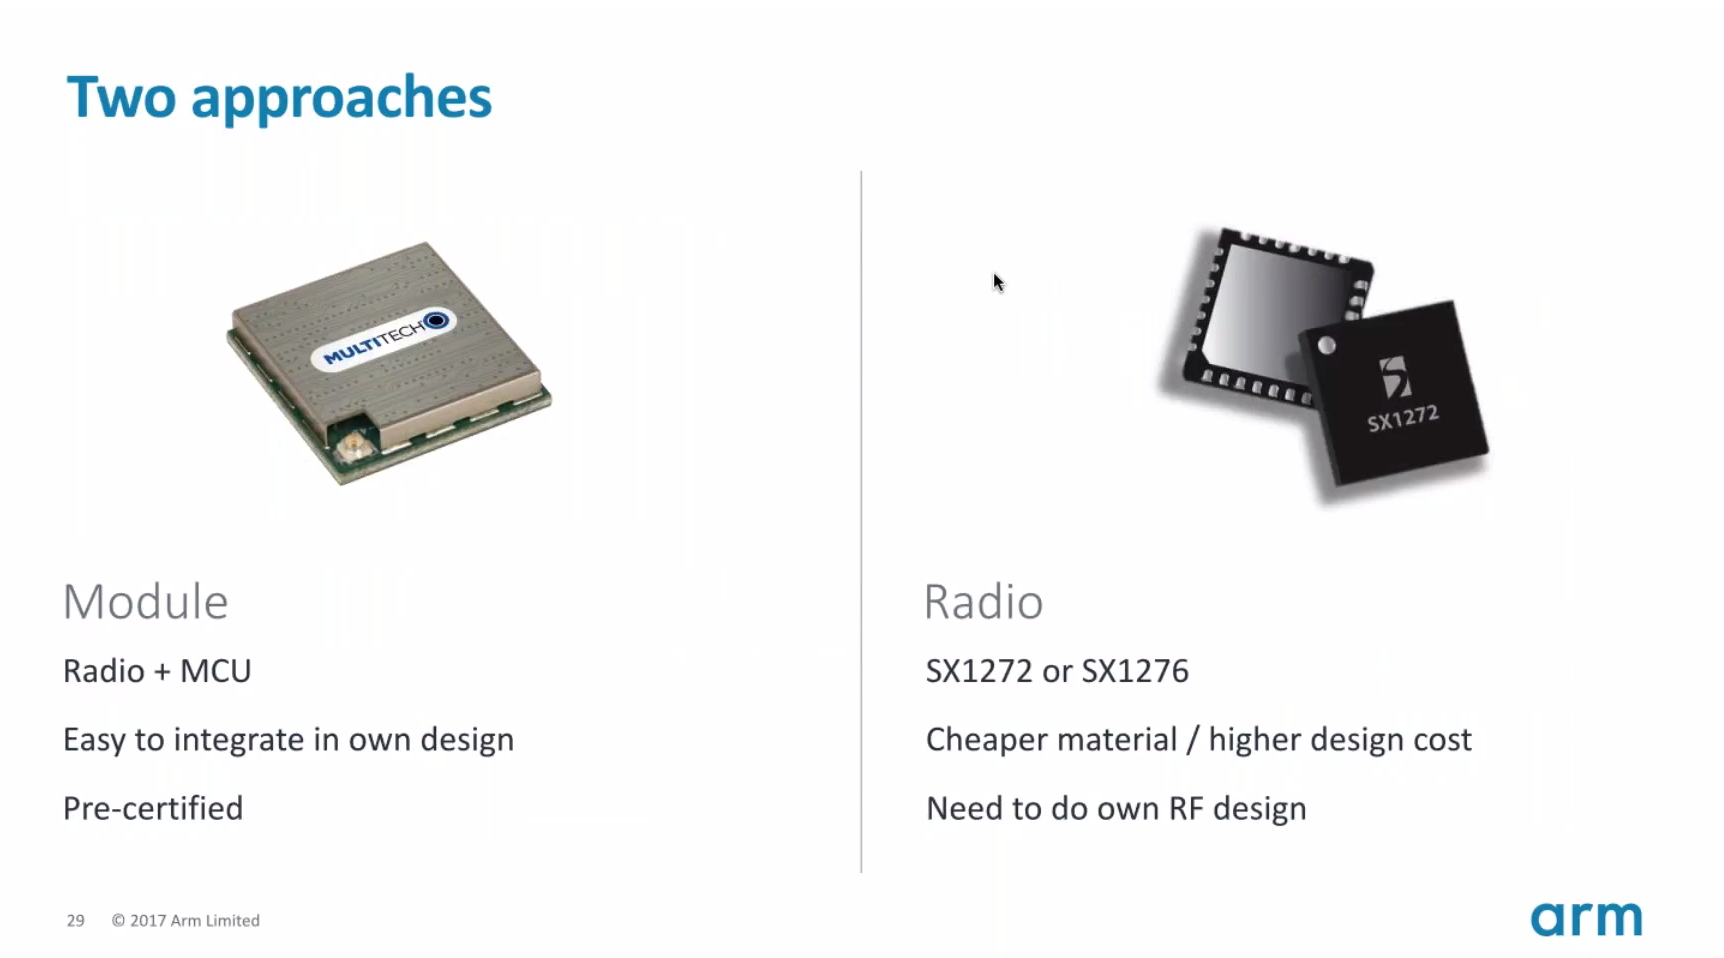 Two approaches
MULTITECH
SX1272
Module
Radio + MCU
Easy to integrate in own design
Pre-certified
Radio
SX1272 or SX1276
Cheaper material / higher design cost
Need to do own RF design
29 © 2017 Arm Limited
arm